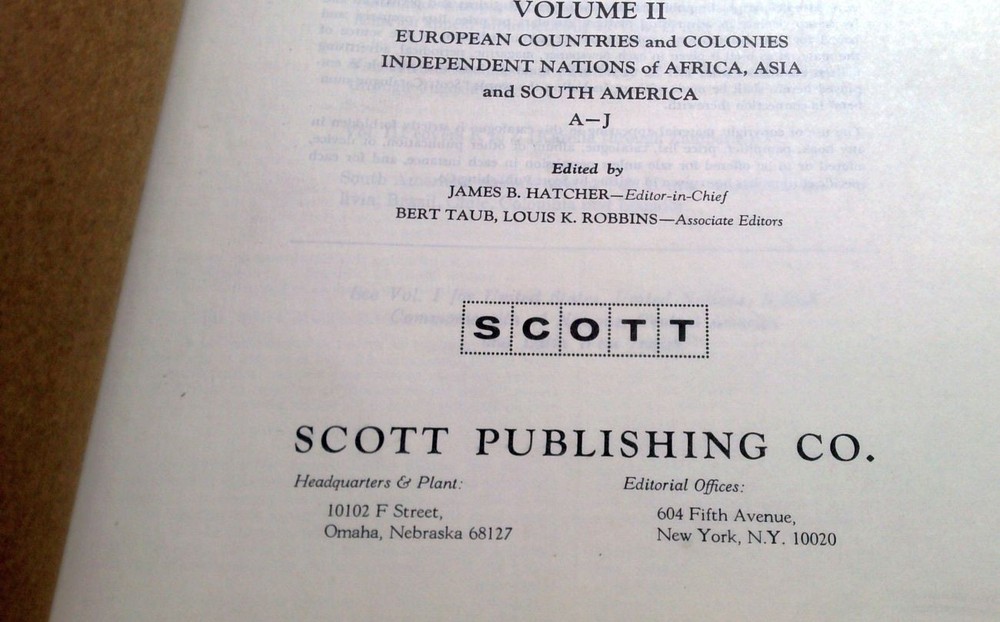 VOLUME II
EUROPEAN COUNTRIES and COLONIES
INDEPENDENT NATIONS of AFRICA, ASIA
and SOUTH AMERICA
A—J
Edited by
JAMES B. HATCHER—Editor-in-Chief
BERT TAUB, LOUIS K. ROBBINS—Associate Editors
SCOTT
SCOTT PUBLISHING CO.
Headquarters & Plant:
10102 F Street,
Omaha, Nebraska 68127
Editorial Offices:
604 Fifth Avenue,
New York, N.Y. 10020